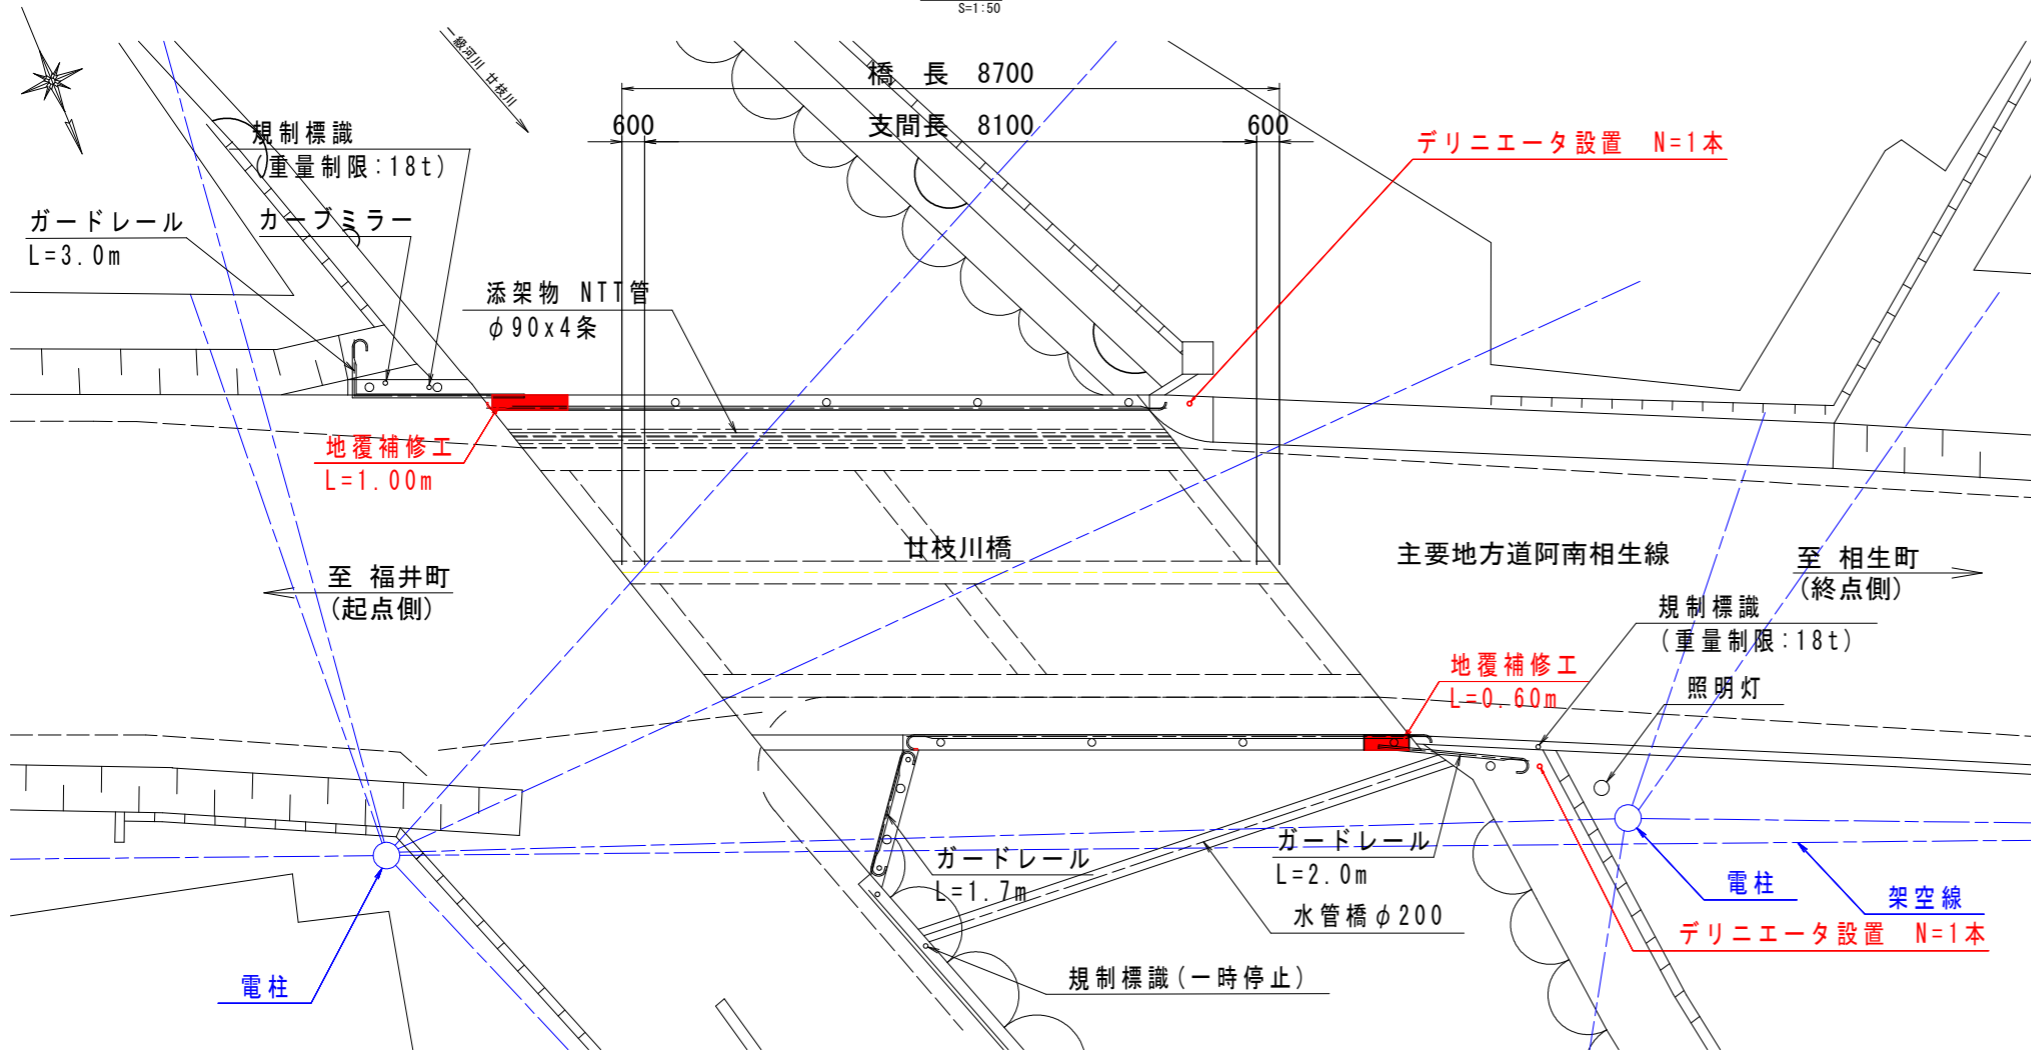 S=1:50
一級河川 廿枝川
橋 長 8700
600
支間長 8100
600
規制標識
(重量制限:18t)
デリニエータ設置 N=1本
ガードレール
L=3.0m
カーブミラー
添架物 NTT管
φ90x4条
地覆補修工
L=1.00m
廿枝川橋
主要地方道阿南相生線
至 福井町
(起点側)
至 相生町
(終点側)
規制標識
(重量制限:18t)
地覆補修工
L=0.60m
照明灯
ガードレール
L=1.7m
ガードレール
L=2.0m
水管橋φ200
電柱
架空線
デリニエータ設置 N=1本
電柱
規制標識(一時停止)